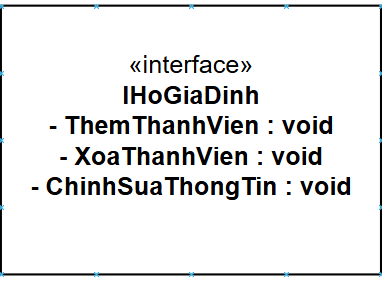 «interface»
IHoGiaDinh
- ThemThanhVien : void
- XoaThanhVien : void
- ChinhSuaThongTin : void